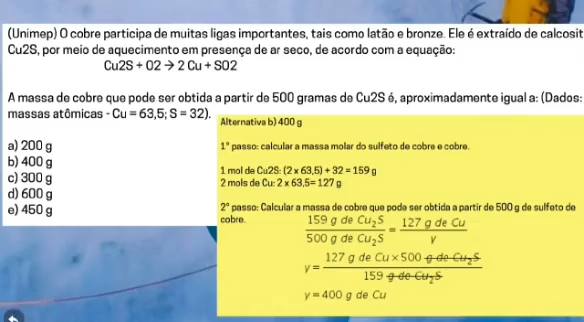 (Unimep) O cobre participa de muitas ligas importantes, tais como latão e bronze. Ele é extraído de calcosit
Cu2S, por meio de aquecimento em presença de ar seco, de acordo com a equação:
Cu2S + O2 → 2 Cu + SO2
A massa de cobre que pode ser obtida a partir de 500 gramas de Cu2S é, aproximadamente igual a: (Dados:
massas atômicas - Cu = 63,5; S = 32).
a) 200 g
b) 400 g
c) 300 g
d) 600 g
e) 450 g
Alternativa b) 400 g
1° passo: calcular a massa molar do sulfeto de cobre e cobre.
1 mol de Cu2S: (2 x 63,5) + 32 = 159 g
2 mols de Cu: 2 x 63,5= 127 g
2° passo: Calcular a massa de cobre que pode ser obtida a partir de 500 g de sulfeto de
cobre.
159 g de Cu₂S / 500 g de Cu₂S = 127 g de Cu / y
y = 127 g de Cu × 500 g de Cu₂S / 159 g de Cu₂S
y = 400 g de Cu